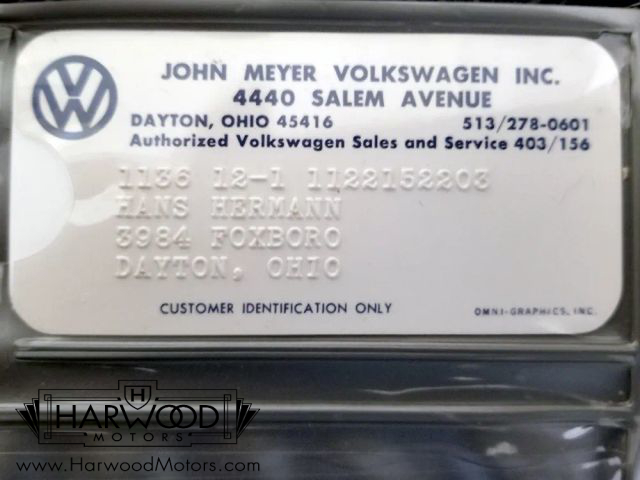 JOHN MEYER VOLKSWAGEN INC.
4440 SALEM AVENUE
DAYTON, OHIO 45416 513/278-0601
Authorized Volkswagen Sales and Service 403/156
1136 12-1 1122152203
HANS HERMANN
3984 FOXBORO
DAYTON, OHIO
CUSTOMER IDENTIFICATION ONLY OMNI-GRAPHICS, INC.
H
HARWOOD
MOTORS
www.HarwoodMotors.com